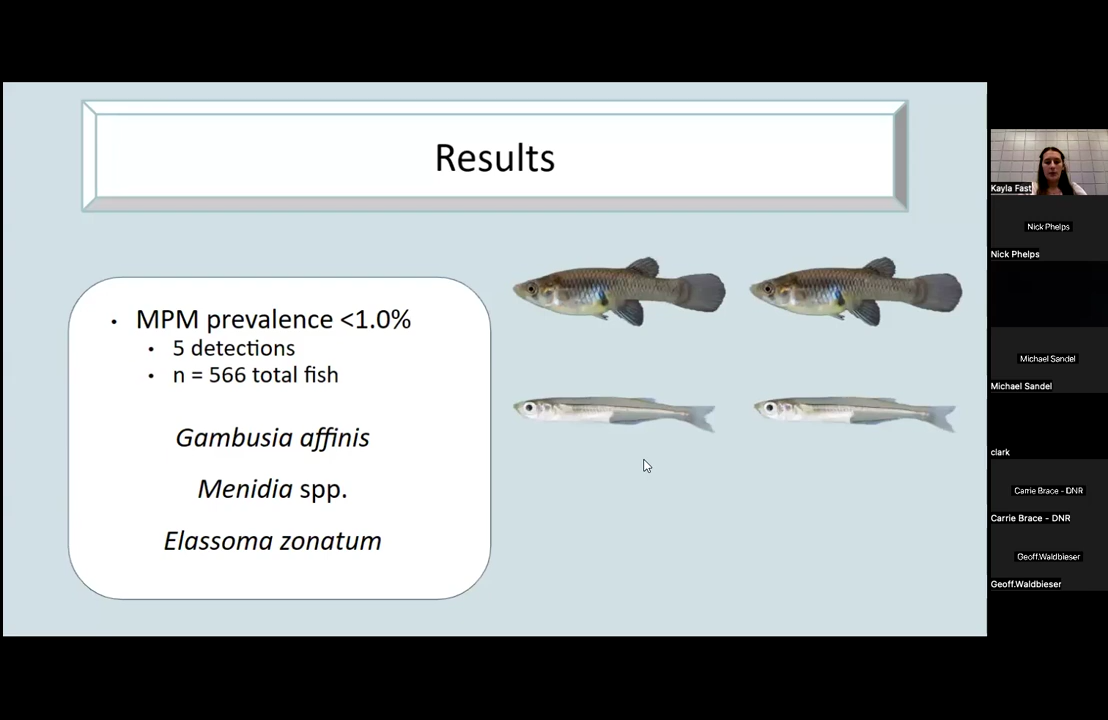 Results
• MPM prevalence <1.0%
• 5 detections
• n = 566 total fish
Gambusia affinis
Menidia spp.
Elassoma zonatum
Kayla Fast
Nick Phelps
Nick Phelps
Michael Sandel
Michael Sandel
clark
Carrie Brace - DNR
Carrie Brace - DNR
Geoff.Waldbieser
Geoff.Waldbieser